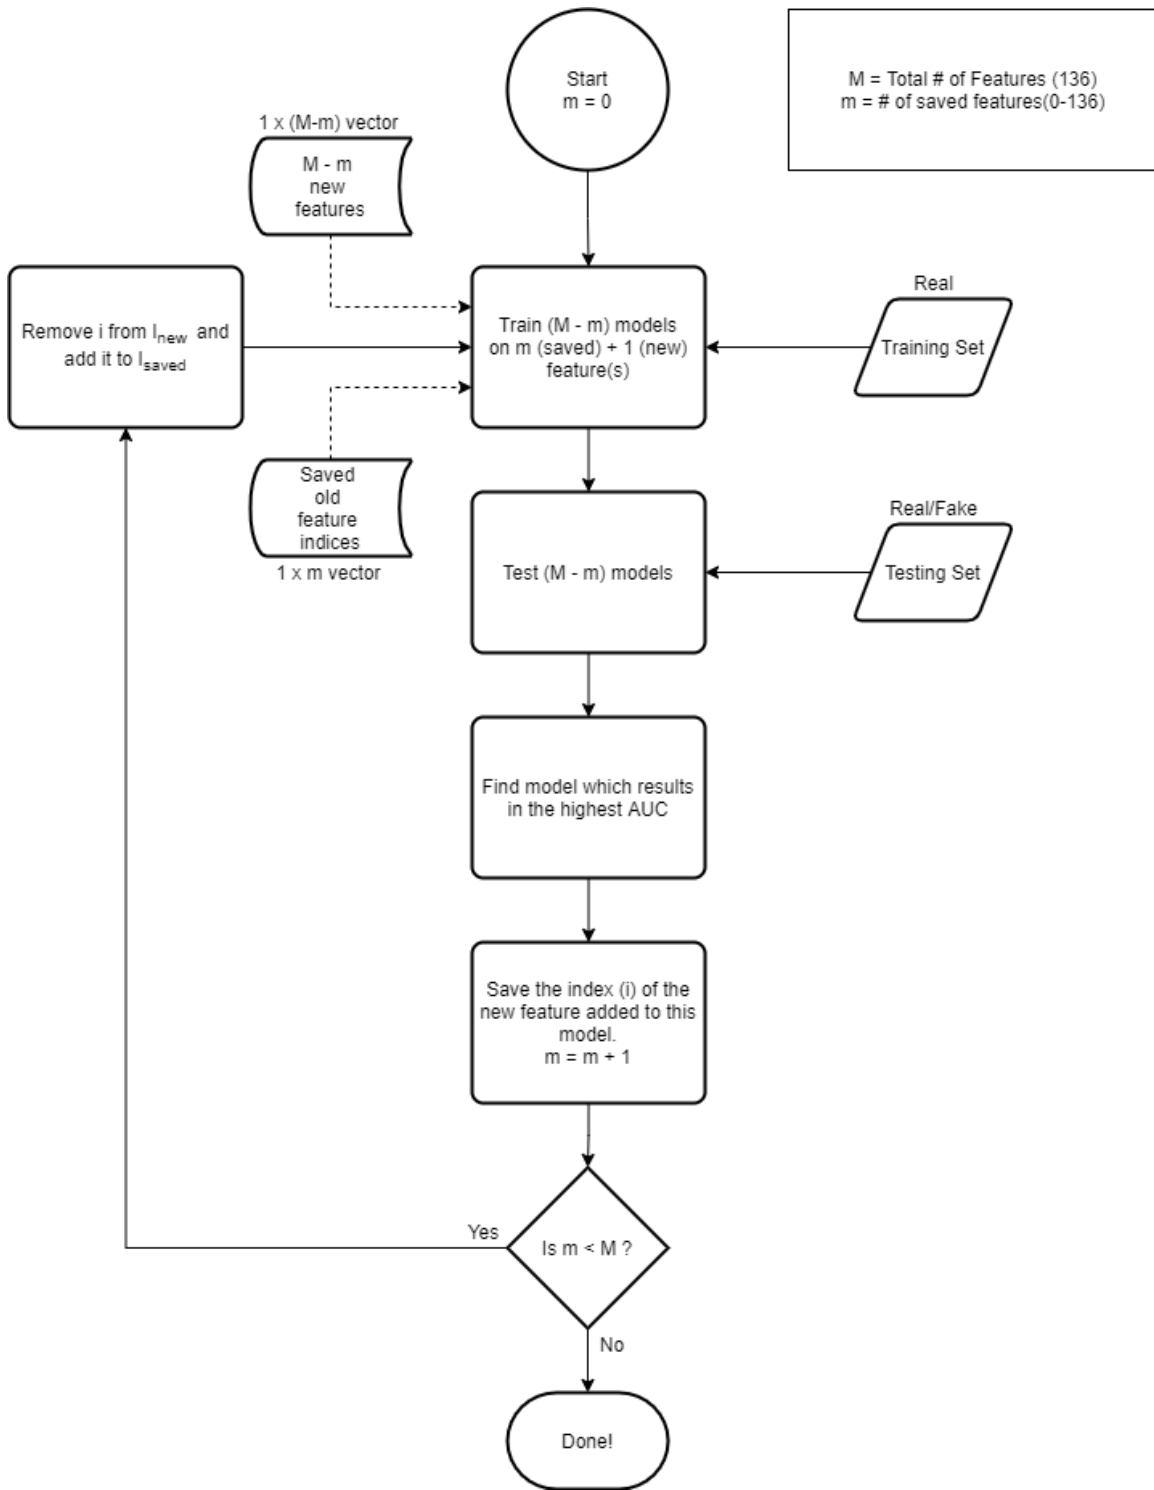 Start
m = 0
M = Total # of Features (136)
m = # of saved features(0-136)
1 x (M-m) vector
M - m
new
features
Remove i from Inew and
add it to Isaved
Train (M - m) models
on m (saved) + 1 (new)
feature(s)
Real
Training Set
Saved
old
feature
indices
1 x m vector
Test (M - m) models
Real/Fake
Testing Set
Find model which results
in the highest AUC
Save the index (i) of the
new feature added to this
model.
m = m + 1
Yes
Is m < M ?
No
Done!